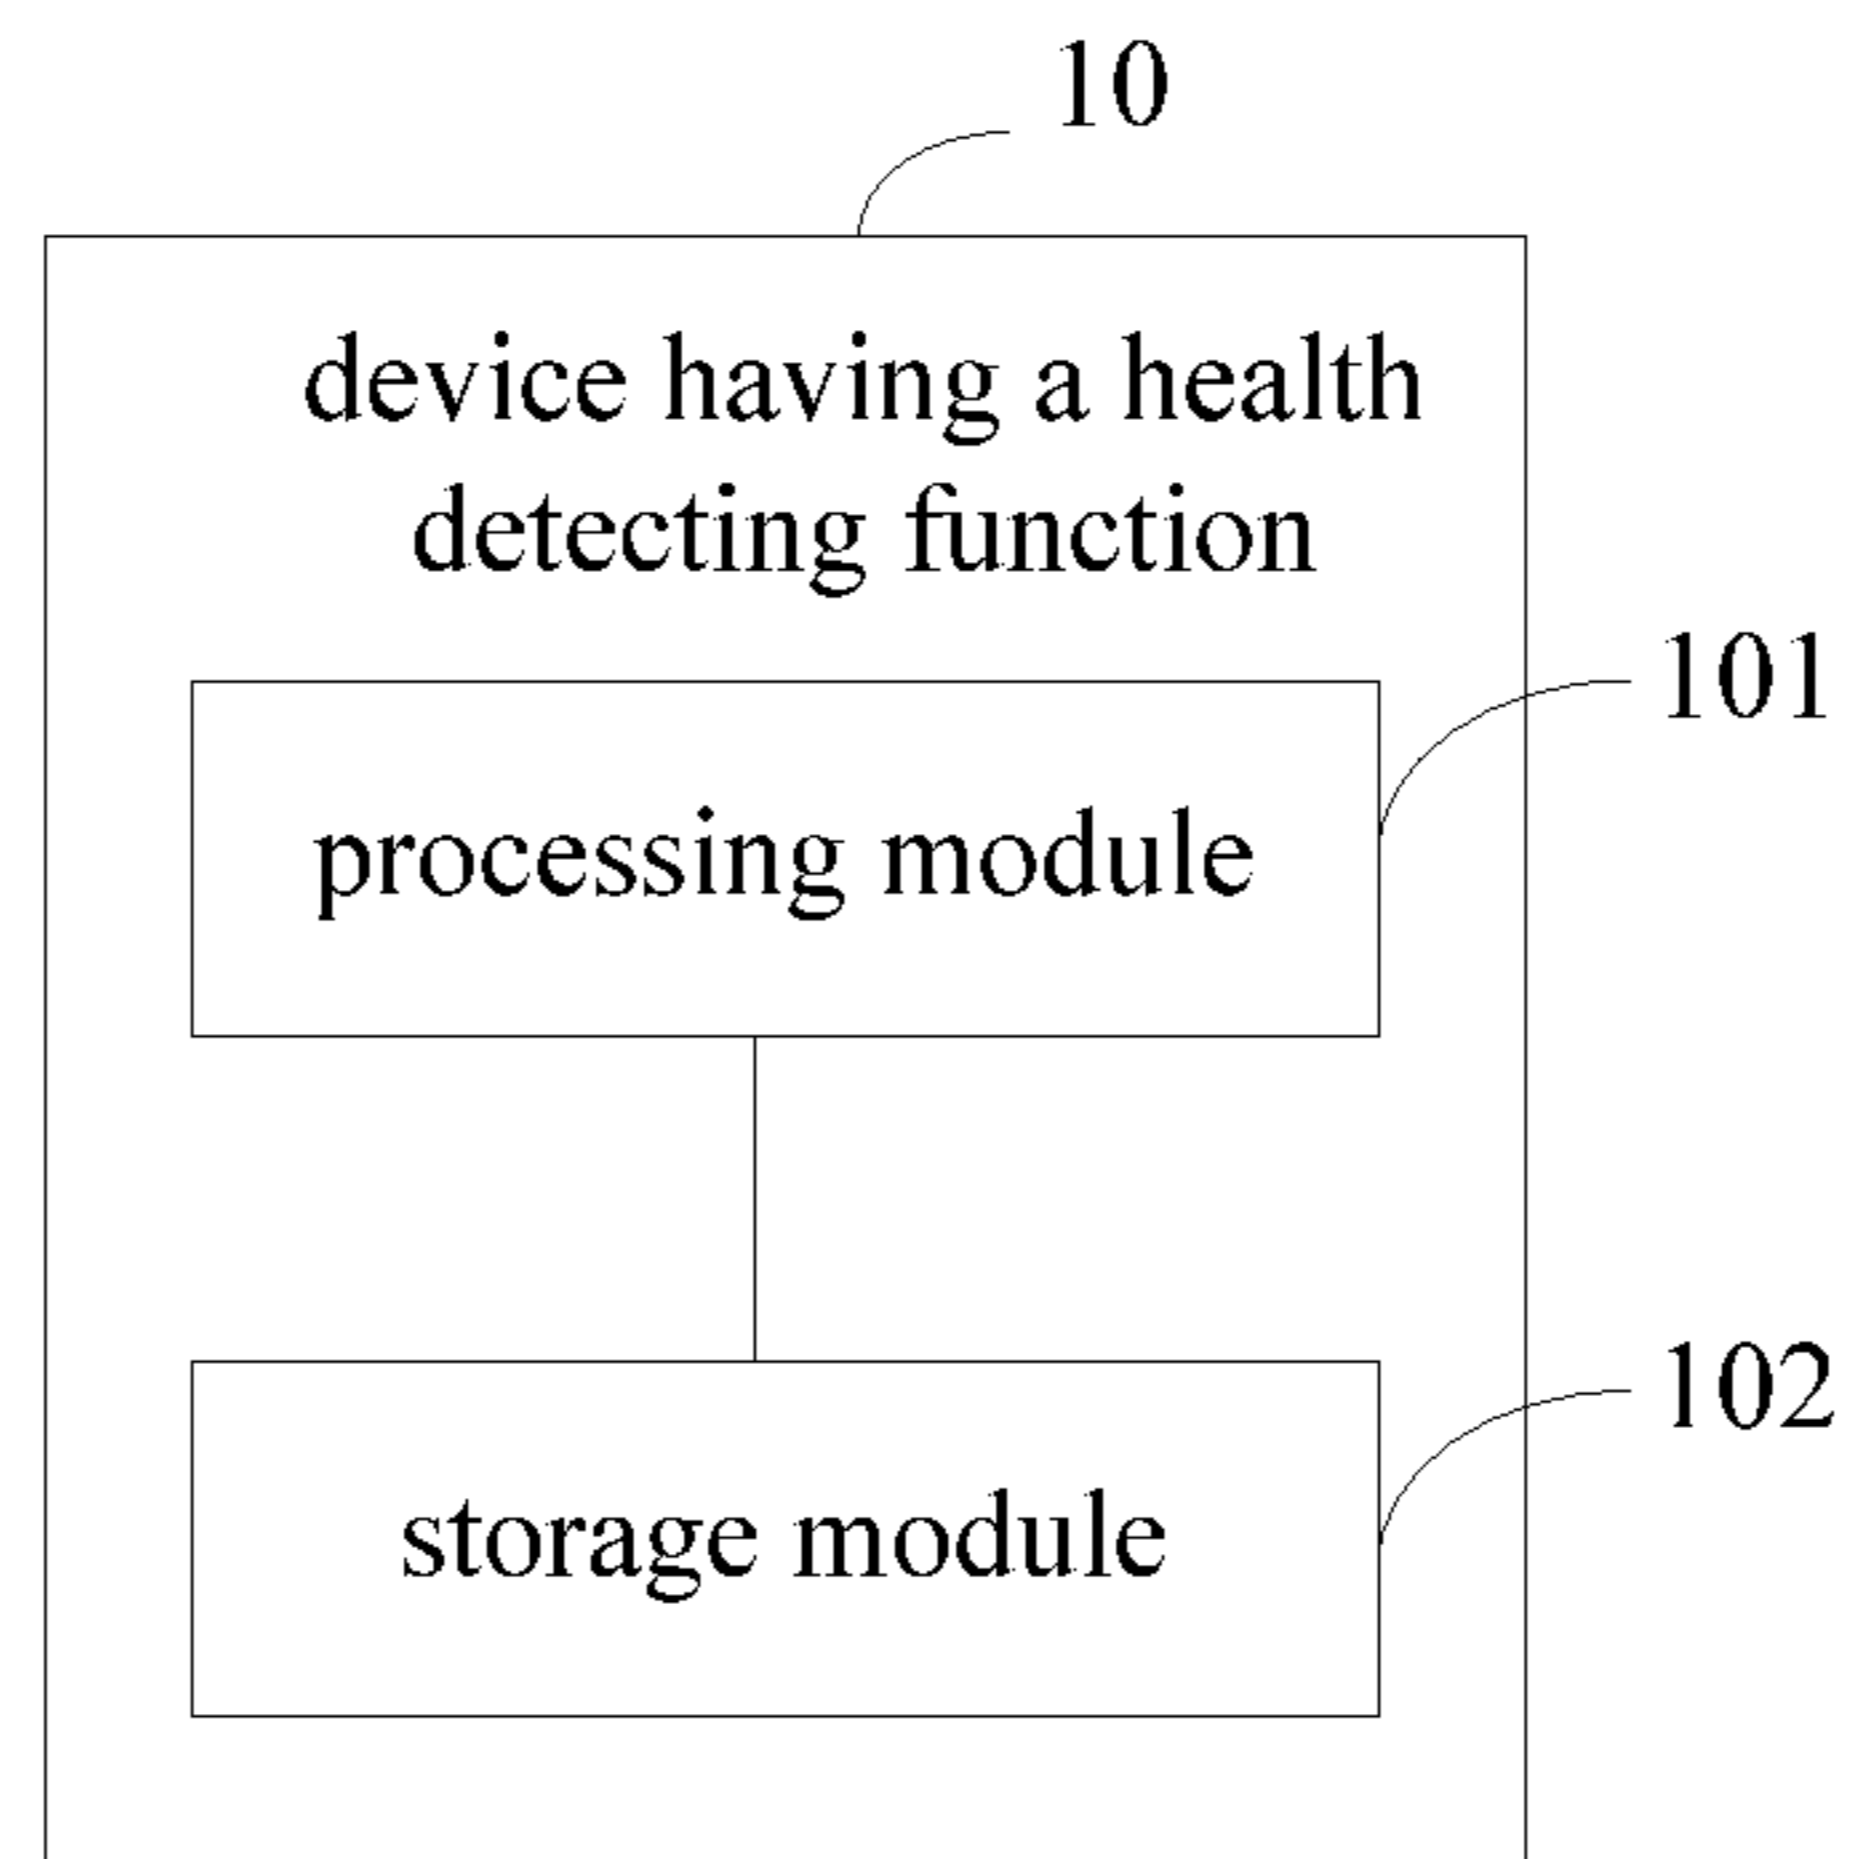 10
device having a health
detecting function
101
processing module
102
storage module